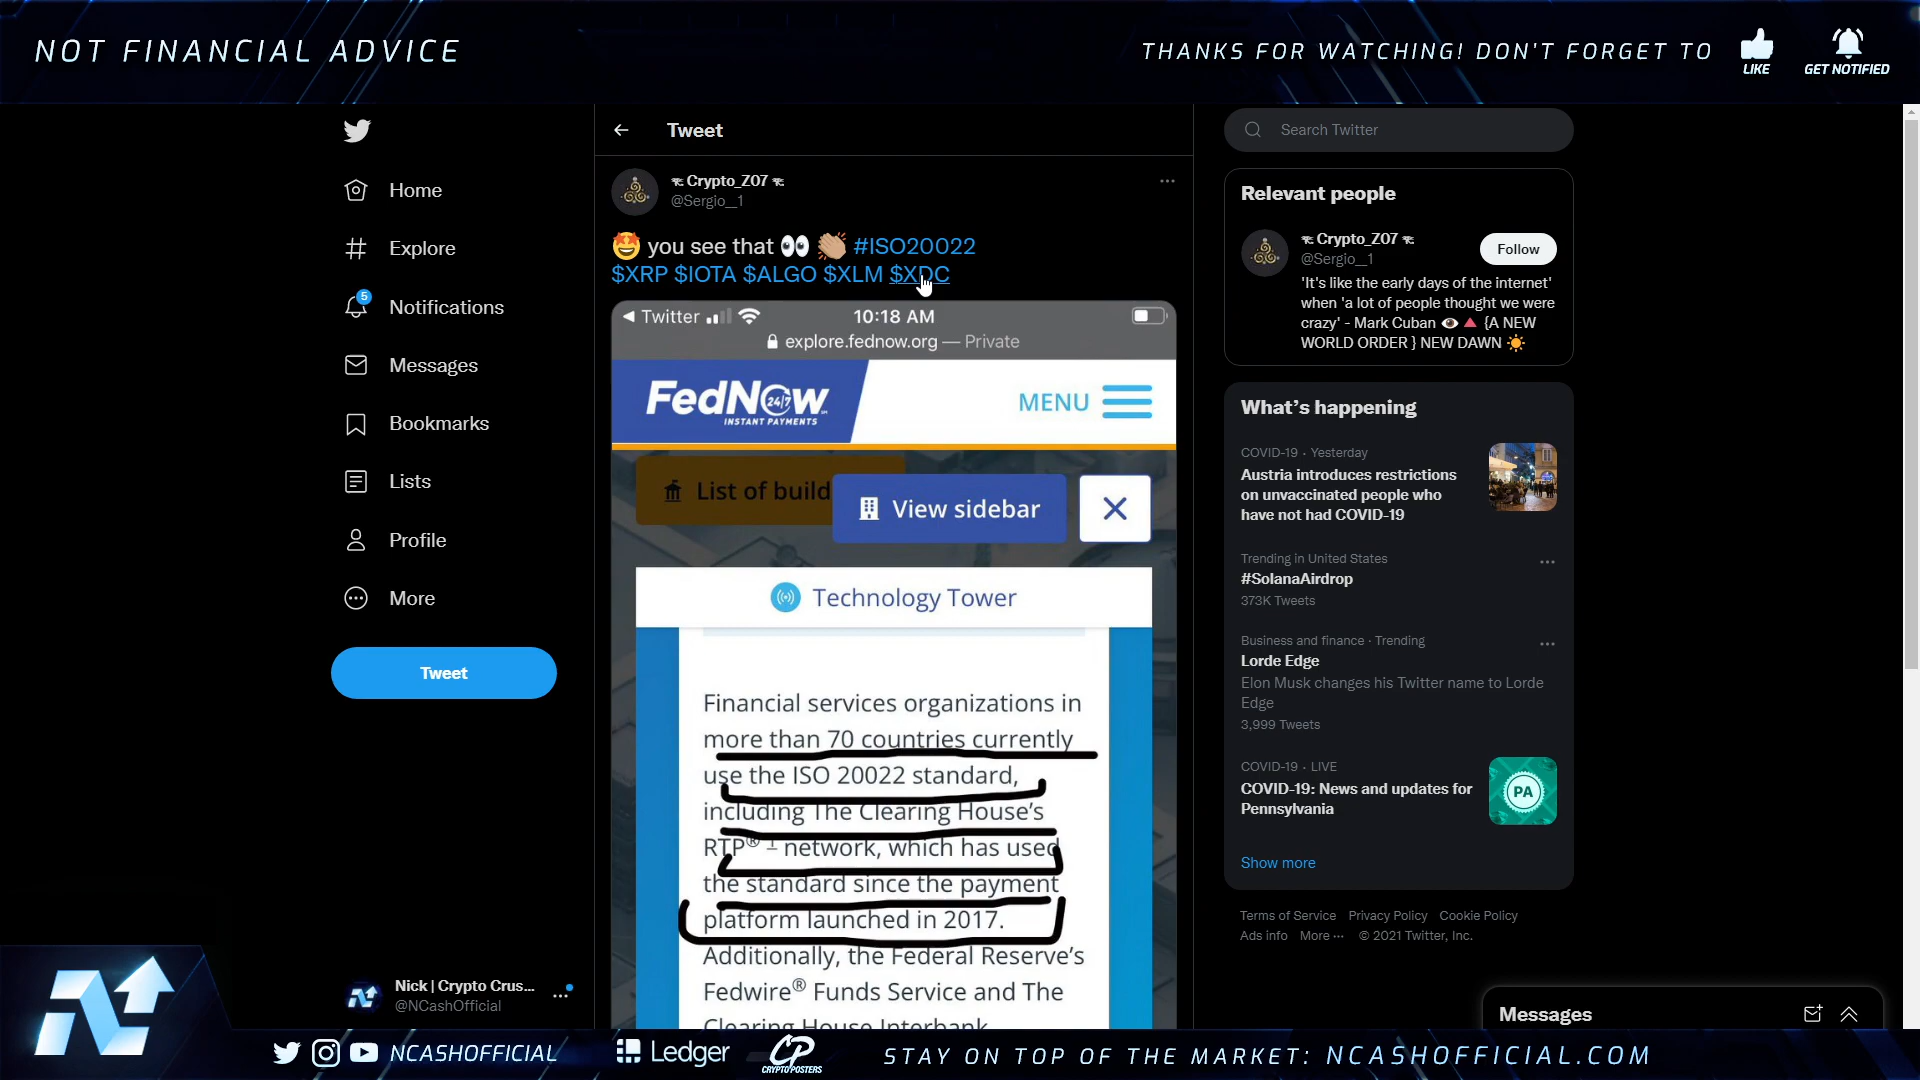 NOT FINANCIAL ADVICE
THANKS FOR WATCHING! DON'T FORGET TO
LIKE
GET NOTIFIED
Home
Explore
5
Notifications
Messages
Bookmarks
Lists
Profile
More
Tweet
Nick | Crypto Crus...
@NCashOfficial
Tweet
Crypto_Z07
@Sergio__1
you see that #ISO20022
$XRP $IOTA $ALGO $XLM $XDC
Twitter
10:18 AM
explore.fednow.org — Private
FedNow
24/7
INSTANT PAYMENTS
MENU
List of build
View sidebar
Technology Tower
Financial services organizations in
more than 70 countries currently
use the ISO 20022 standard,
including The Clearing House's
RTP® 1 network, which has used
the standard since the payment
platform launched in 2017.
Additionally, the Federal Reserve's
Fedwire® Funds Service and The
Clearing House Interbank
Search Twitter
Relevant people
Crypto_Z07
@Sergio__1
Follow
'It's like the early days of the internet'
when 'a lot of people thought we were
crazy' - Mark Cuban {A NEW
WORLD ORDER } NEW DAWN
What's happening
COVID-19 · Yesterday
Austria introduces restrictions
on unvaccinated people who
have not had COVID-19
Trending in United States
#SolanaAirdrop
373K Tweets
Business and finance · Trending
Lorde Edge
Elon Musk changes his Twitter name to Lorde
Edge
3,999 Tweets
COVID-19 · LIVE
COVID-19: News and updates for
Pennsylvania
PA
Show more
Terms of Service Privacy Policy Cookie Policy
Ads info More ··· © 2021 Twitter, Inc.
Messages
NCASHOFFICIAL
Ledger
CP
CRYPTOPOSTERS
STAY ON TOP OF THE MARKET: NCASHOFFICIAL.COM